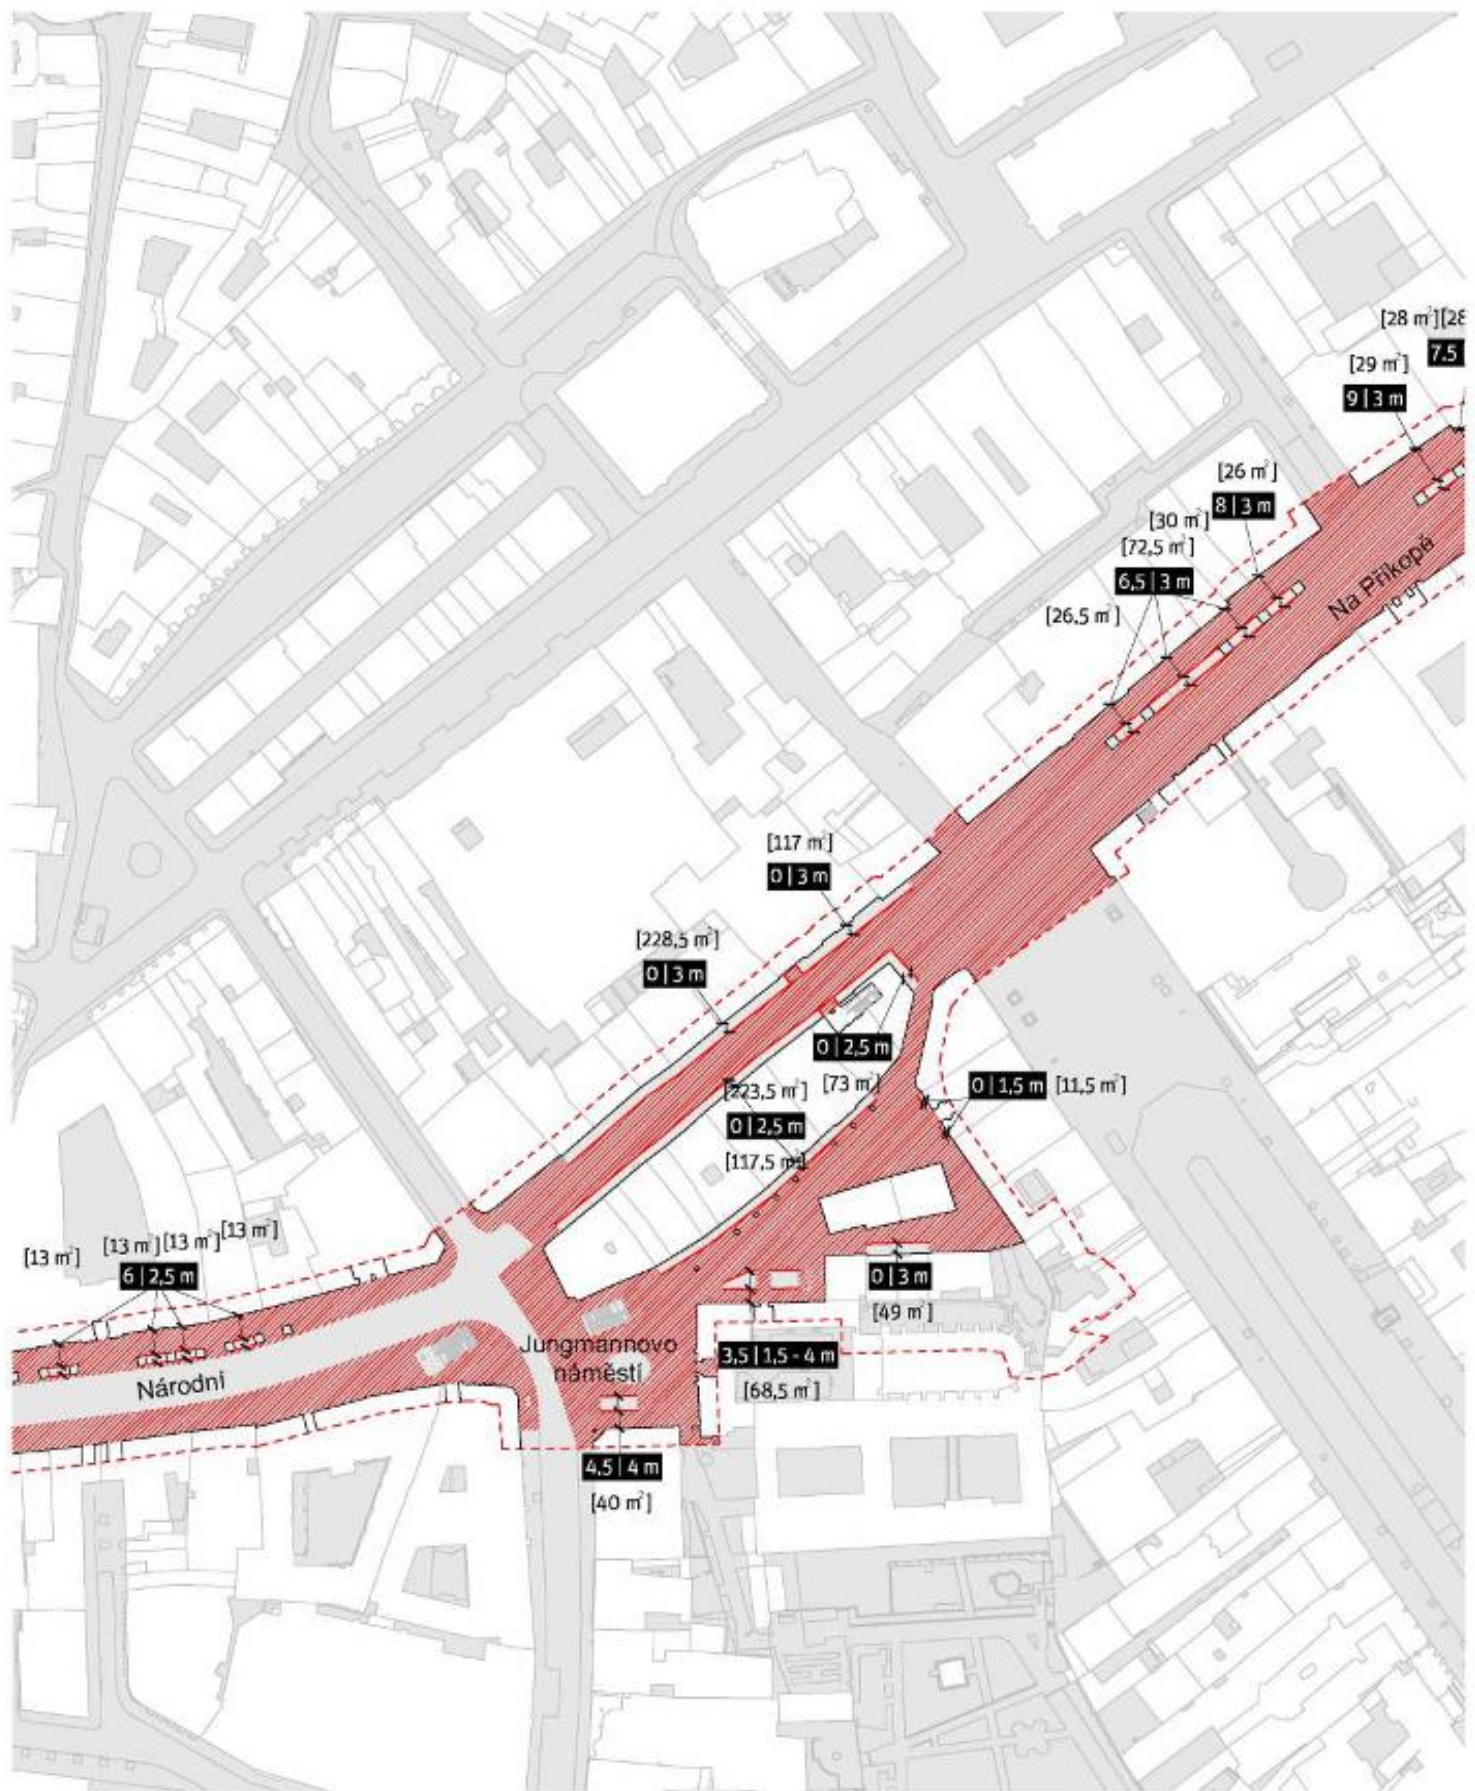 [28 m²][28
7.5
[29 m²]
9 | 3 m
[26 m²]
8 | 3 m
[30 m²]
[72,5 m²]
6,5 | 3 m
[26,5 m²]
Na Příkopě
[117 m²]
0 | 3 m
[228,5 m²]
0 | 3 m
0 | 2,5 m
[73 m²]
[223,5 m²]
0 | 2,5 m
[117,5 m²]
0 | 1,5 m [11,5 m²]
[13 m²] [13 m²] [13 m²] [13 m²]
6 | 2,5 m
0 | 3 m
[49 m²]
Jungmannovo
náměstí
3,5 | 1,5 - 4 m
[68,5 m²]
Národní
4,5 | 4 m
[40 m²]